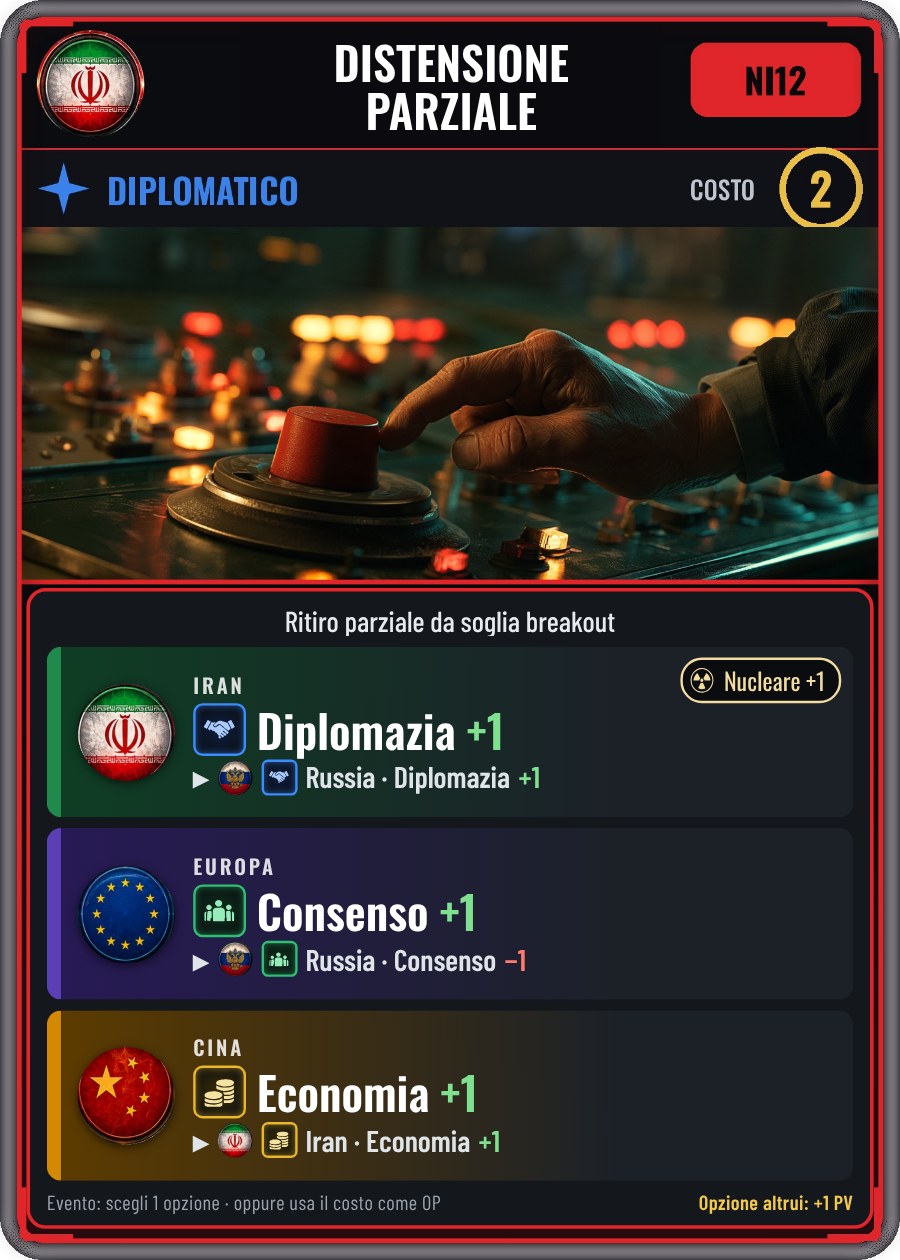 DISTENSIONE
PARZIALE
NI12
DIPLOMATICO
COSTO
2
Ritiro parziale da soglia breakout
IRAN
Nucleare +1
Diplomazia +1
▶ Russia · Diplomazia +1
EUROPA
Consenso +1
▶ Russia · Consenso −1
CINA
Economia +1
▶ Iran · Economia +1
Evento: scegli 1 opzione · oppure usa il costo come OP
Opzione altrui: +1 PV